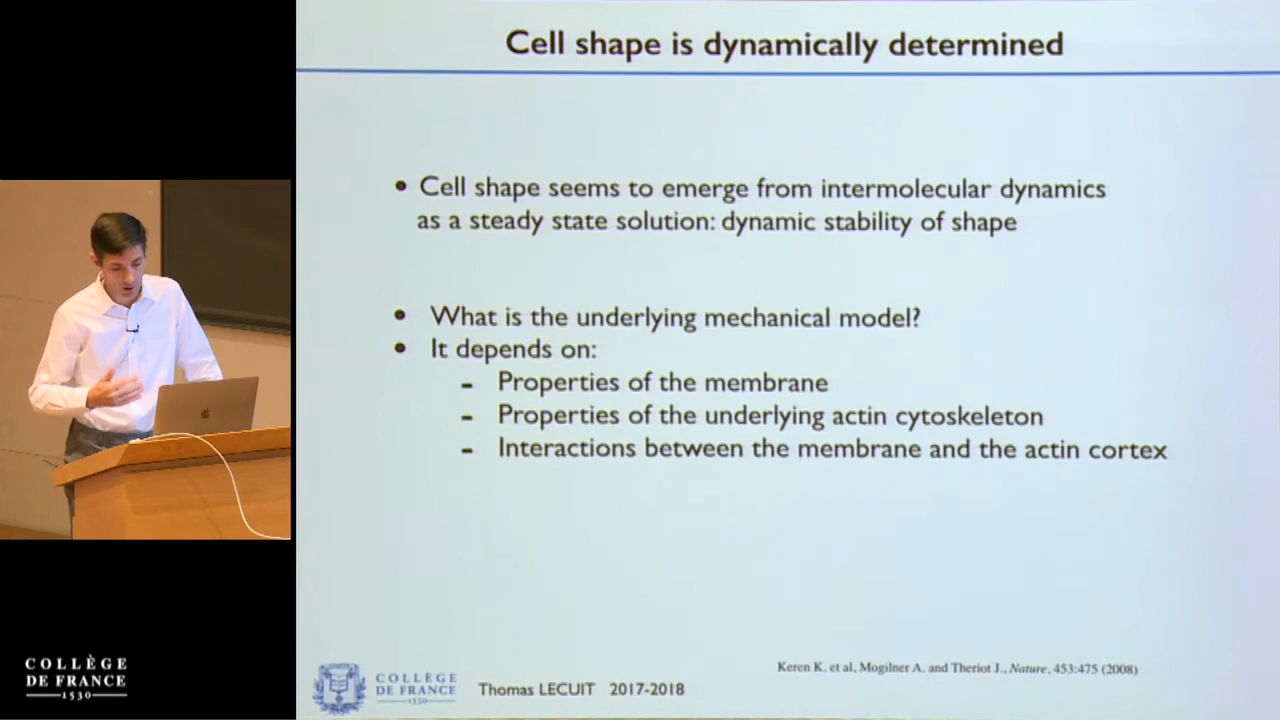 Cell shape is dynamically determined
• Cell shape seems to emerge from intermolecular dynamics
as a steady state solution: dynamic stability of shape
• What is the underlying mechanical model?
• It depends on:
- Properties of the membrane
- Properties of the underlying actin cytoskeleton
- Interactions between the membrane and the actin cortex
Keren K. et al, Mogilner A. and Theriot J., Nature, 453:475 (2008)
COLLÈGE
DE FRANCE
1530
Thomas LECUIT 2017-2018
COLLÈGE
DE FRANCE
1530